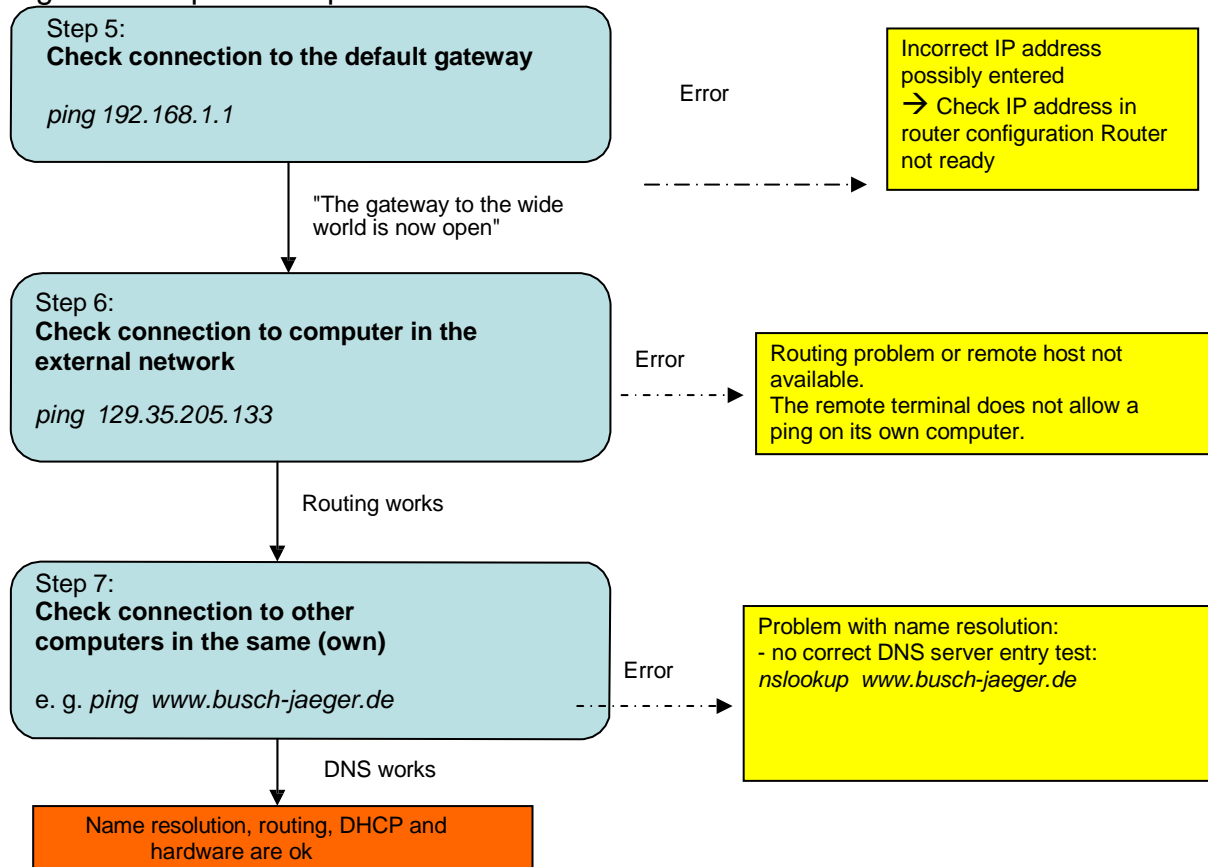 Step 5:
Check connection to the default gateway
ping 192.168.1.1
Error
Incorrect IP address
possibly entered
→ Check IP address in
router configuration Router
not ready
"The gateway to the wide
world is now open"
Step 6:
Check connection to computer in the
external network
ping 129.35.205.133
Error
Routing problem or remote host not
available.
The remote terminal does not allow a
ping on its own computer.
Routing works
Step 7:
Check connection to other
computers in the same (own)
e. g. ping www.busch-jaeger.de
Error
Problem with name resolution:
- no correct DNS server entry test:
nslookup www.busch-jaeger.de
DNS works
Name resolution, routing, DHCP and
hardware are ok